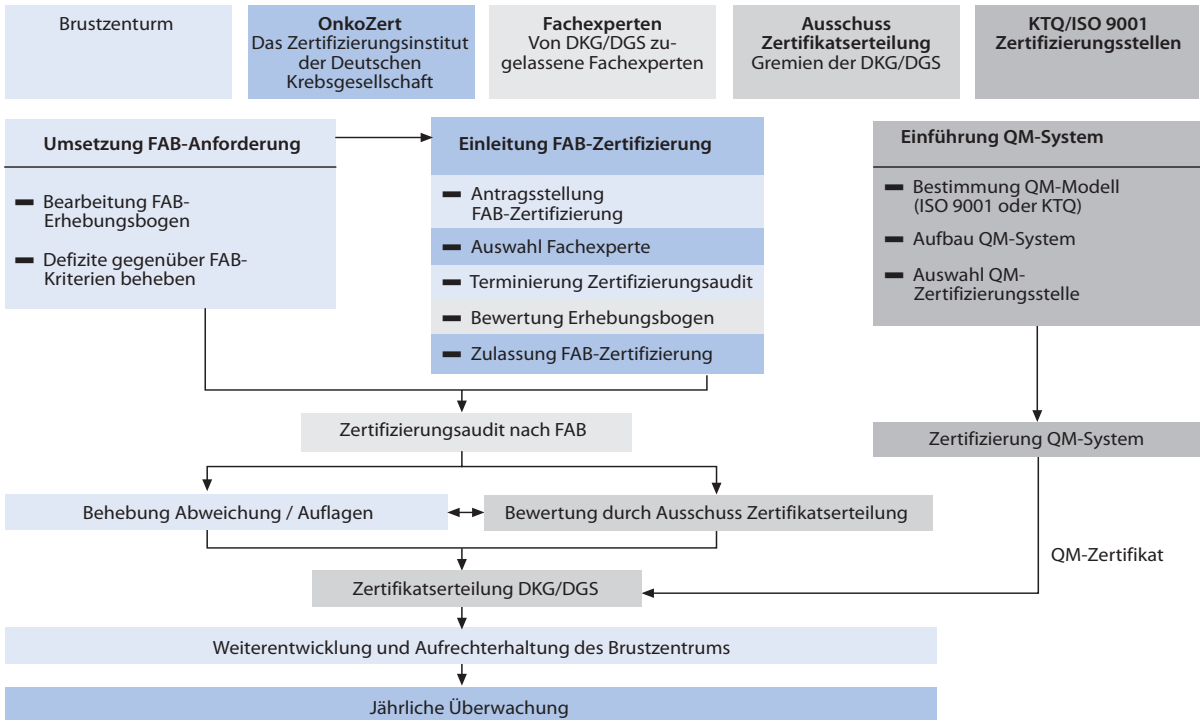 Brustzenturm
OnkoZert
Das Zertifizierungsinstitut
der Deutschen
Krebsgesellschaft
Fachexperten
Von DKG/DGS zu-
gelassene Fachexperten
Ausschuss
Zertifikatserteilung
Gremien der DKG/DGS
KTQ/ISO 9001
Zertifizierungsstellen
Umsetzung FAB-Anforderung
Bearbeitung FAB-
Erhebungsbogen
Defizite gegenüber FAB-
Kriterien beheben
Einleitung FAB-Zertifizierung
Antragsstellung
FAB-Zertifizierung
Auswahl Fachexperte
Terminierung Zertifizierungsaudit
Bewertung Erhebungsbogen
Zulassung FAB-Zertifizierung
Einführung QM-System
Bestimmung QM-Modell
(ISO 9001 oder KTQ)
Aufbau QM-System
Auswahl QM-
Zertifizierungsstelle
Zertifizierungsaudit nach FAB
Zertifizierung QM-System
Behebung Abweichung / Auflagen
Bewertung durch Ausschuss Zertifikatserteilung
QM-Zertifikat
Zertifikatserteilung DKG/DGS
Weiterentwicklung und Aufrechterhaltung des Brustzentrums
Jährliche Überwachung